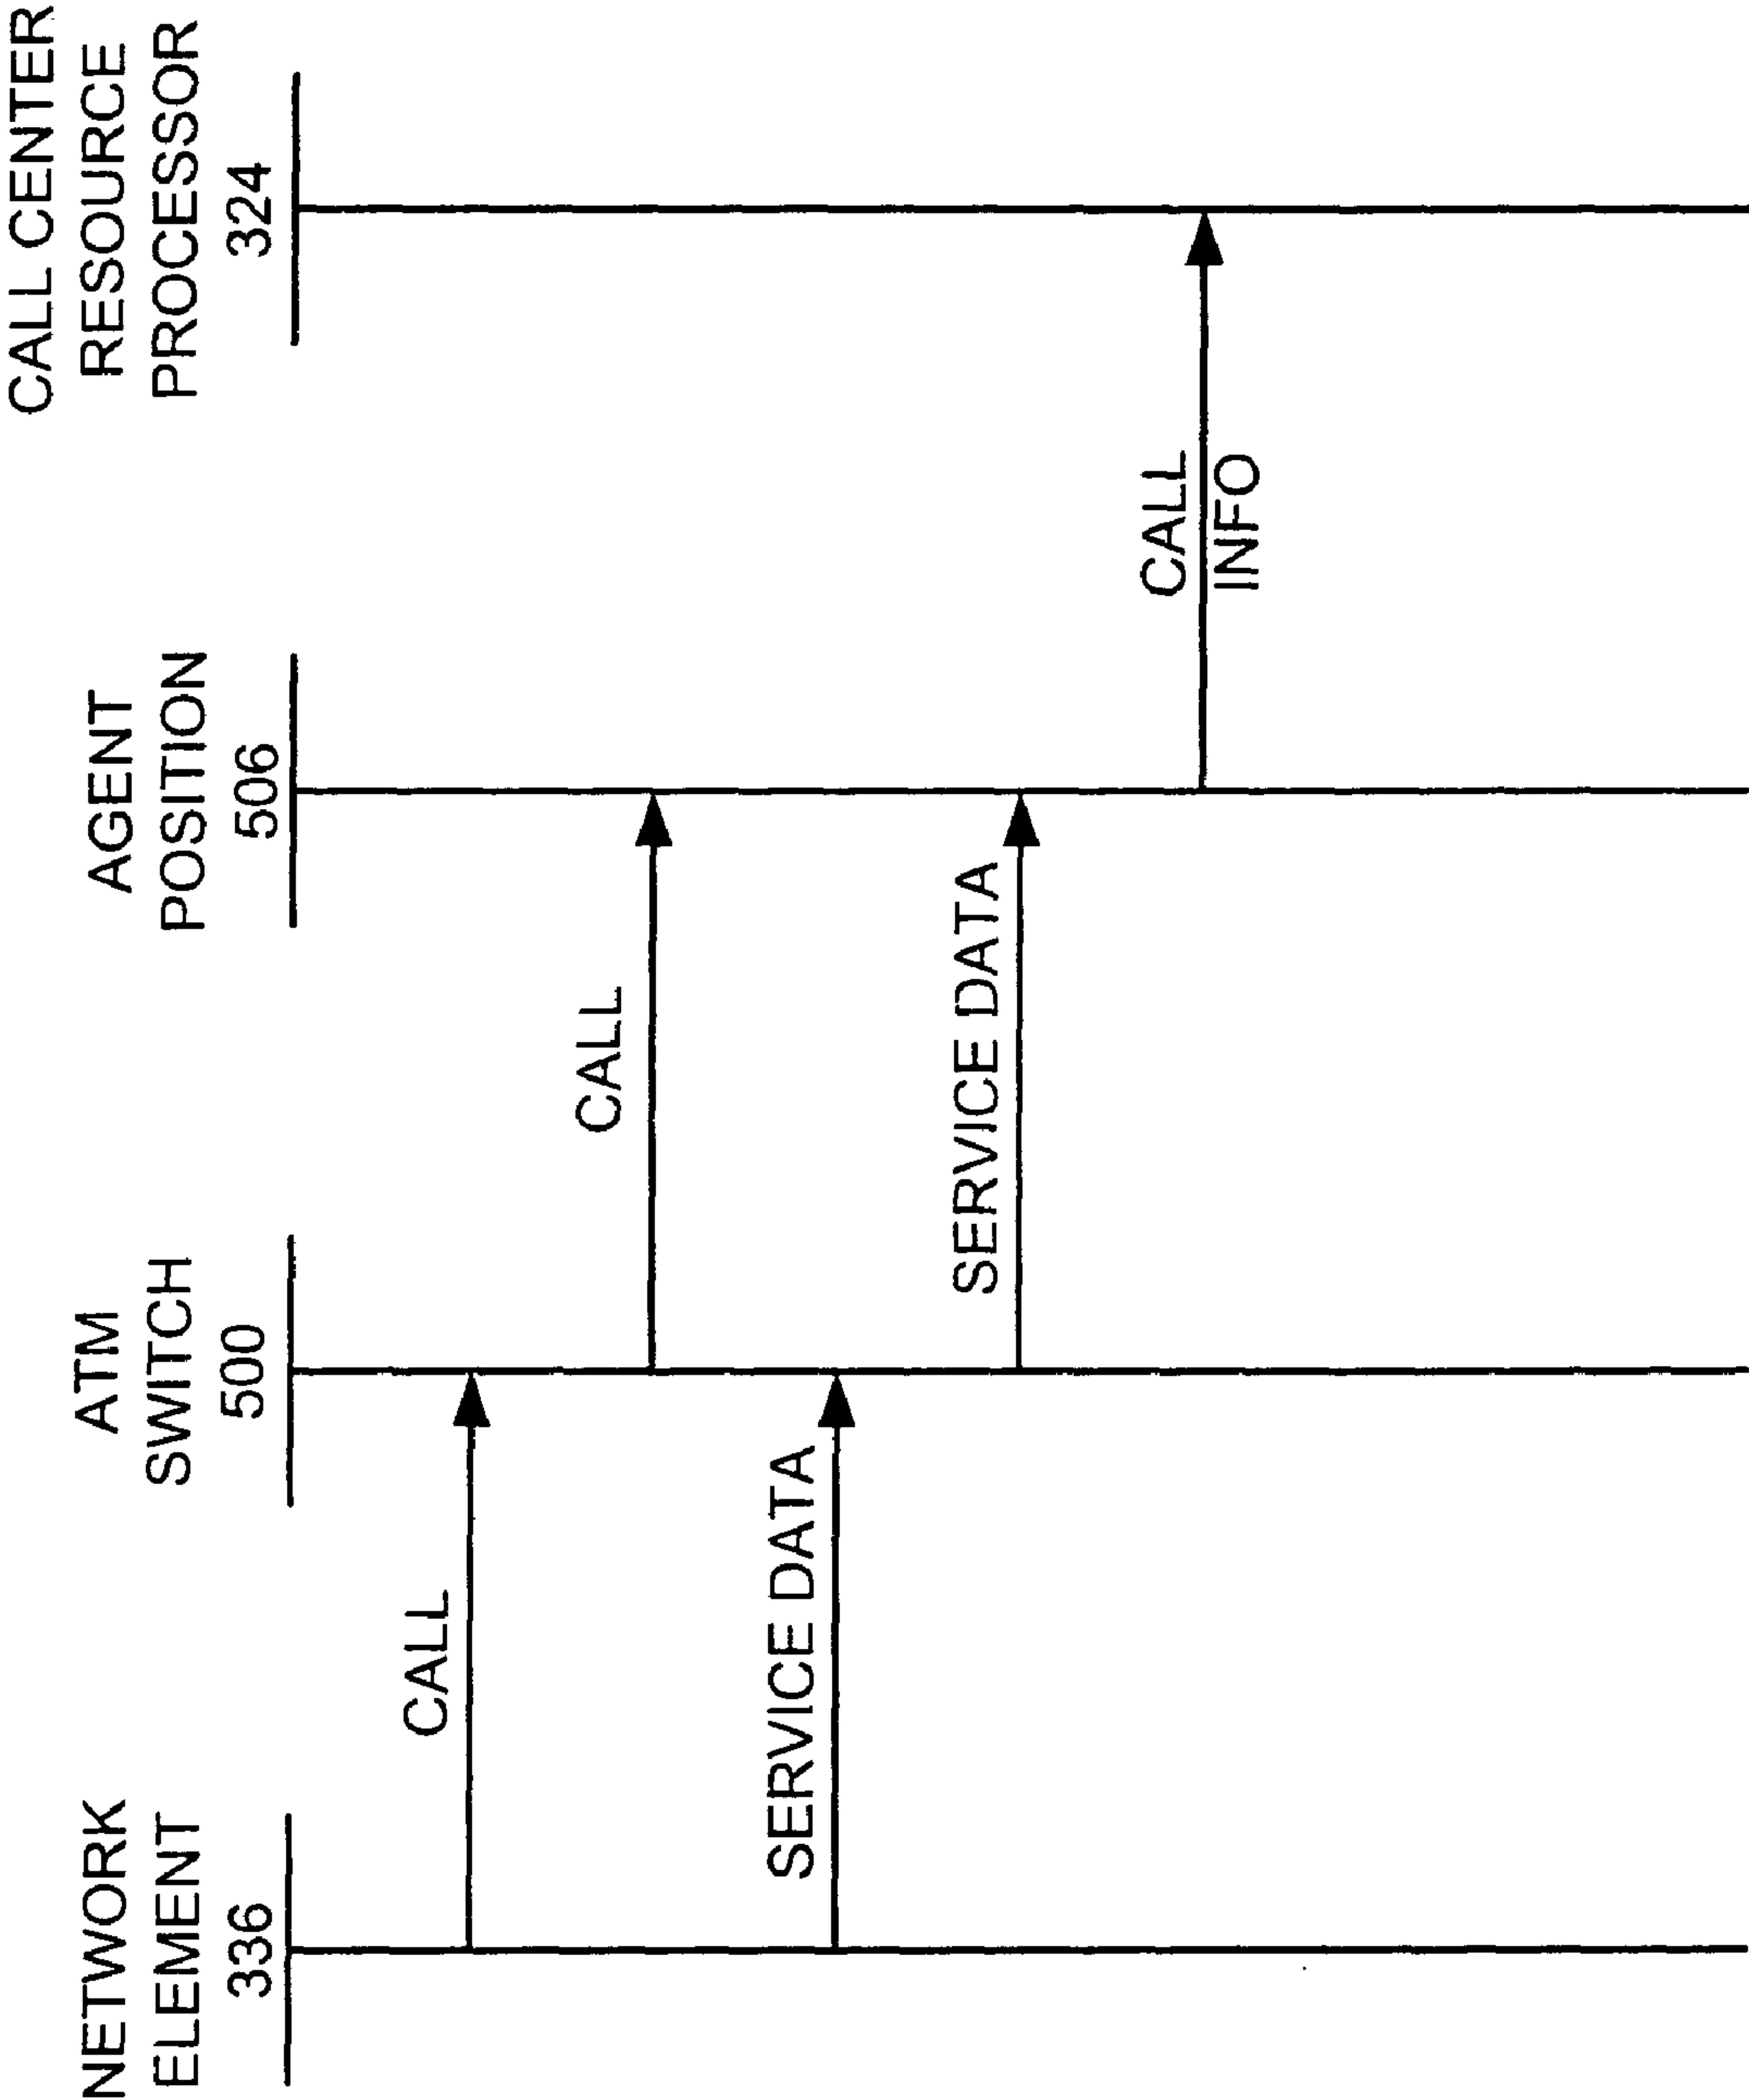 NETWORK
ELEMENT
336
ATM
SWITCH
500
AGENT
POSITION
506
CALL CENTER
RESOURCE
PROCESSOR
324
CALL
CALL
SERVICE DATA
SERVICE DATA
CALL
INFO